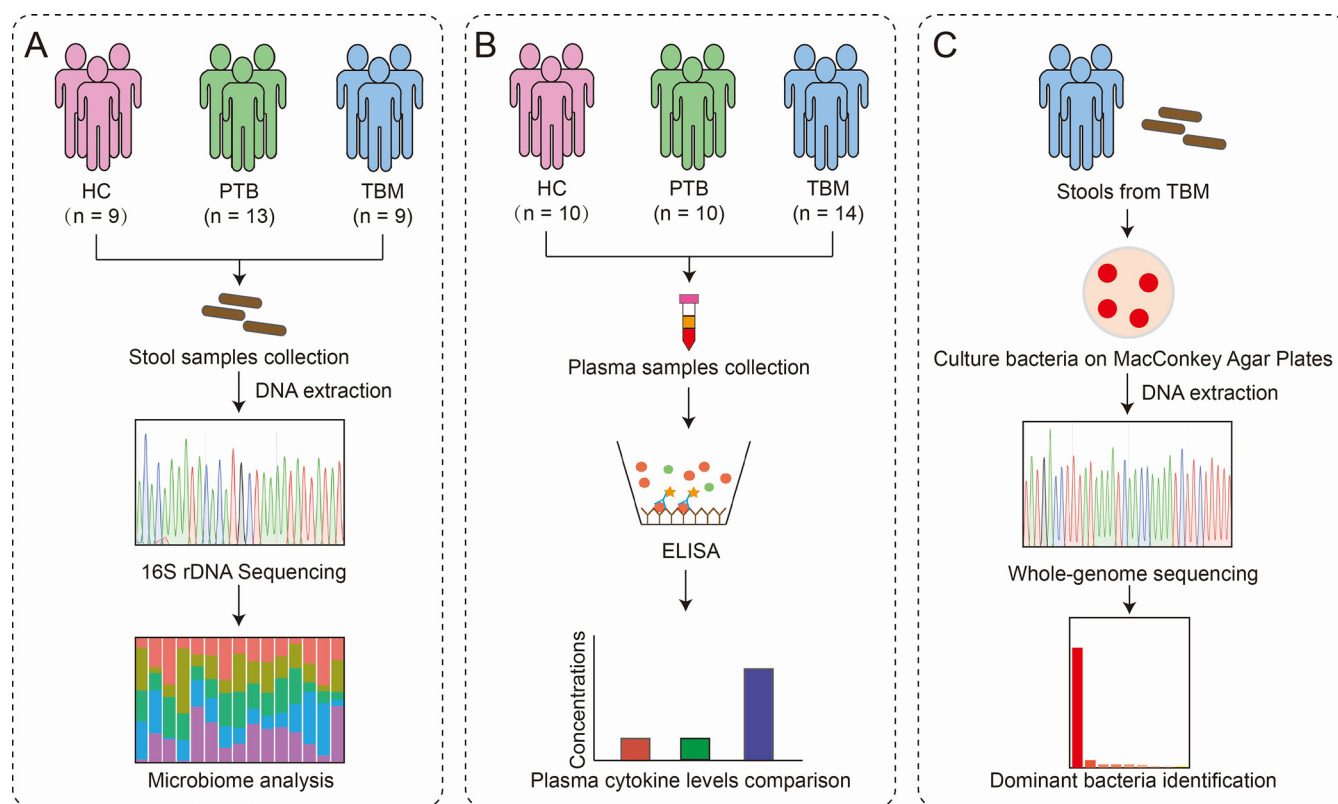 A
HC
PTB
TBM
(n = 9)
(n = 13)
(n = 9)
Stool samples collection
DNA extraction
16S rDNA Sequencing
Microbiome analysis
B
HC
PTB
TBM
(n = 10)
(n = 10)
(n = 14)
Plasma samples collection
ELISA
Concentrations
Plasma cytokine levels comparison
C
Stools from TBM
Culture bacteria on MacConkey Agar Plates
DNA extraction
Whole-genome sequencing
Dominant bacteria identification